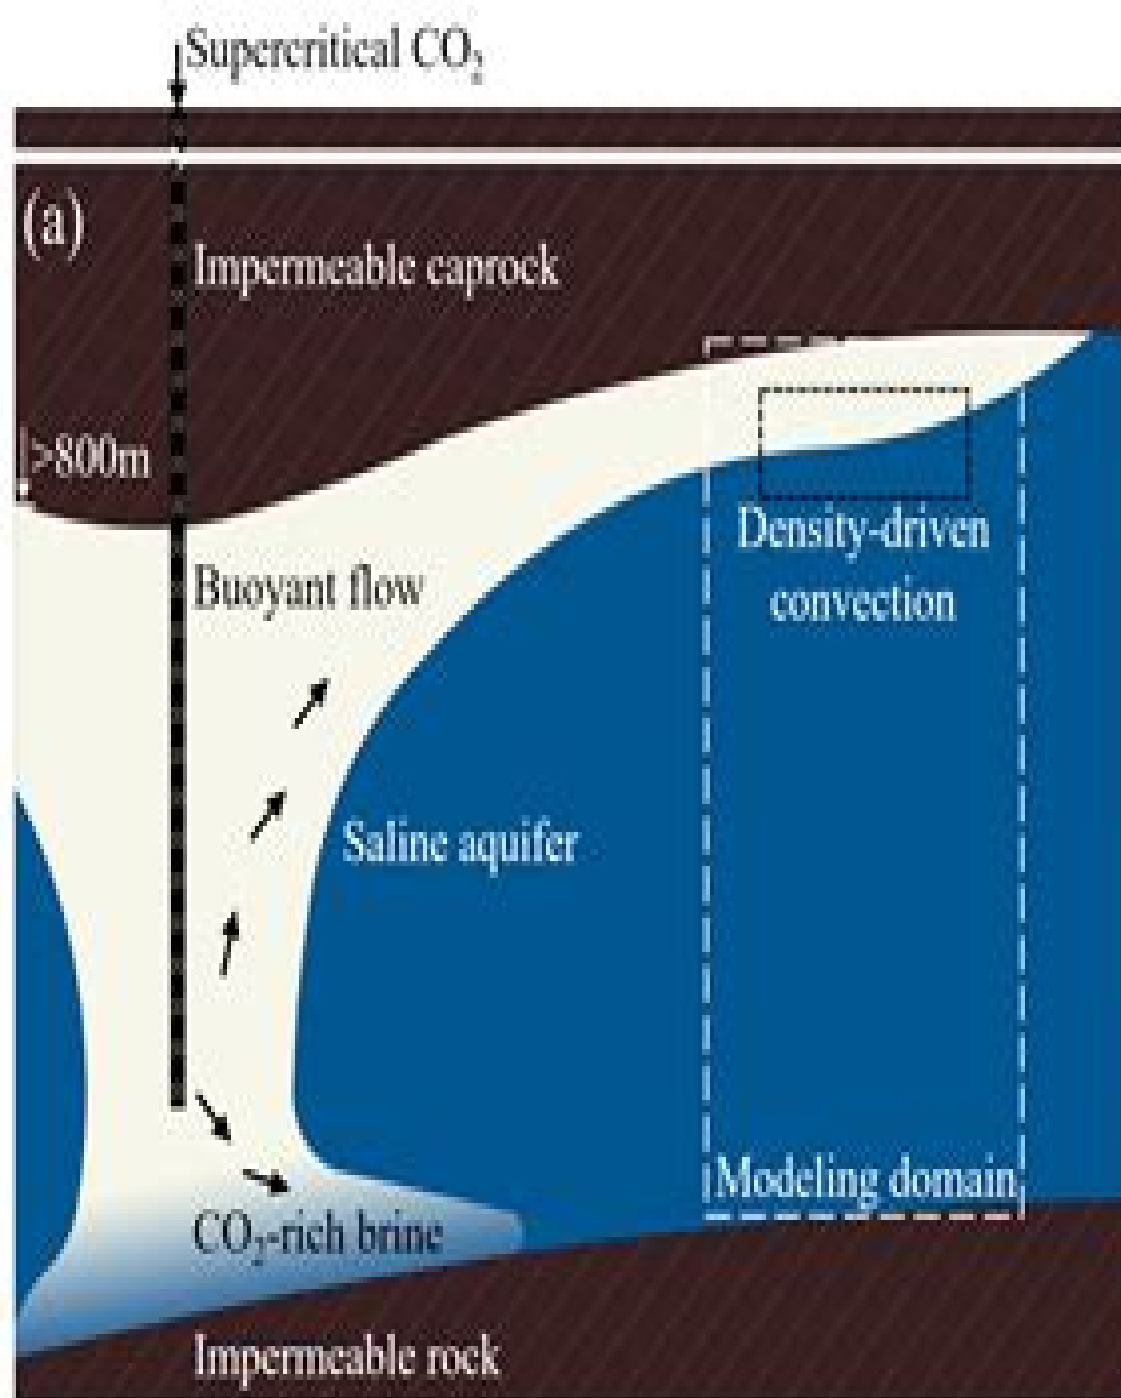 Supercritical CO₂
(a)
Impermeable caprock
>800m
Density-driven
convection
Buoyant flow
Saline aquifer
Modeling domain
CO₂-rich brine
Impermeable rock